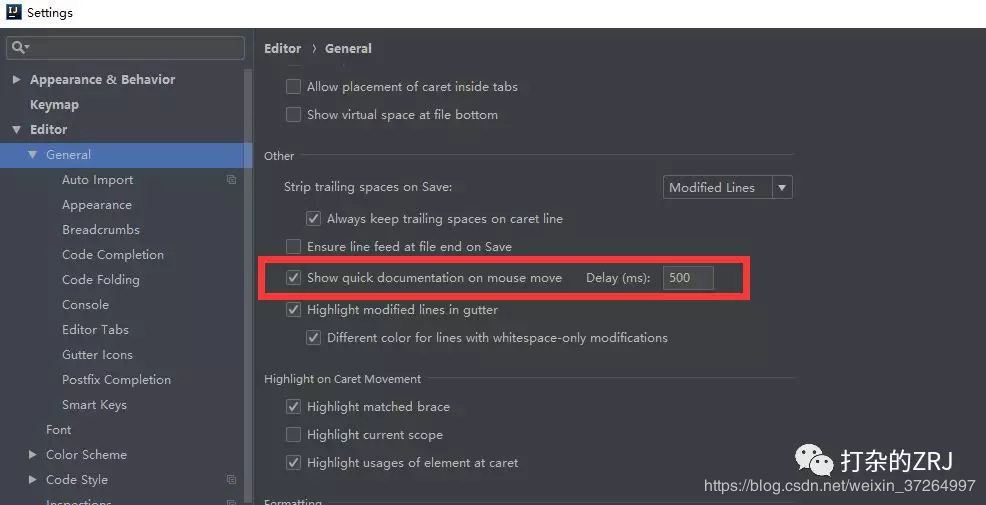 IJ Settings
Editor › General
Appearance & Behavior
Keymap
Editor
General
Auto Import
Appearance
Breadcrumbs
Code Completion
Code Folding
Console
Editor Tabs
Gutter Icons
Postfix Completion
Smart Keys
Font
Color Scheme
Code Style
Inspections
Allow placement of caret inside tabs
Show virtual space at file bottom
Other
Strip trailing spaces on Save: Modified Lines
Always keep trailing spaces on caret line
Ensure line feed at file end on Save
Show quick documentation on mouse move Delay (ms): 500
Highlight modified lines in gutter
Different color for lines with whitespace-only modifications
Highlight on Caret Movement
Highlight matched brace
Highlight current scope
Highlight usages of element at caret
Formatting
打杂的ZRJ
https://blog.csdn.net/weixin_37264997